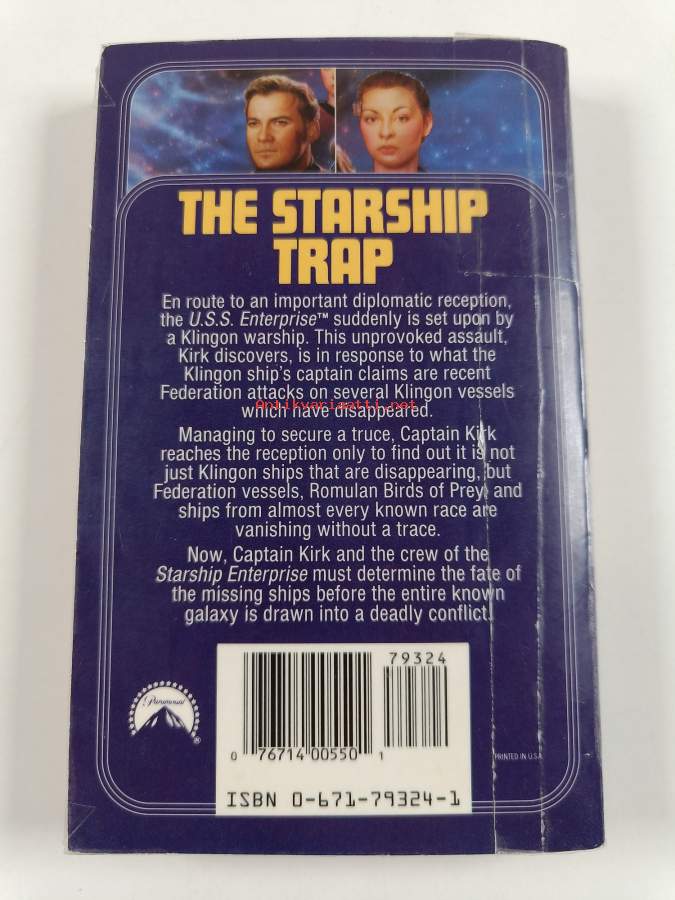 THE STARSHIP
TRAP
En route to an important diplomatic reception,
the U.S.S. Enterprise™ suddenly is set upon by
a Klingon warship. This unprovoked assault,
Kirk discovers, is in response to what the
Klingon ship's captain claims are recent
Federation attacks on several Klingon vessels
Antikvariaatti.net
which have disappeared.
Managing to secure a truce, Captain Kirk
reaches the reception only to find out it is not
just Klingon ships that are disappearing, but
Federation vessels, Romulan Birds of Prey, and
ships from almost every known race are
vanishing without a trace.
Now, Captain Kirk and the crew of the
Starship Enterprise must determine the fate of
the missing ships before the entire known
galaxy is drawn into a deadly conflict.
79324
Paramount
®
0 76714 00550 1
PRINTED IN U.S.A.
ISBN 0-671-79324-1